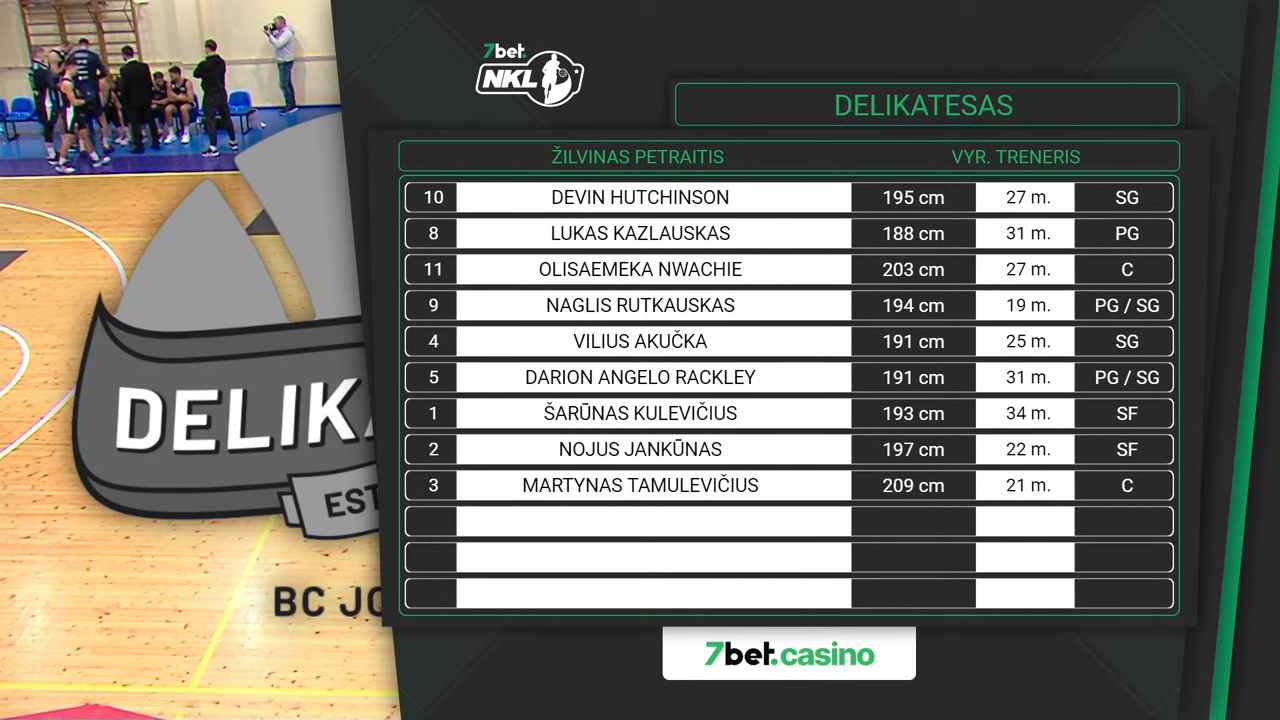 7bet.
NKL
DELIKATESAS
ŽILVINAS PETRAITIS VYR. TRENERIS
10 DEVIN HUTCHINSON 195 cm 27 m. SG
8 LUKAS KAZLAUSKAS 188 cm 31 m. PG
11 OLISAEMEKA NWACHIE 203 cm 27 m. C
9 NAGLIS RUTKAUSKAS 194 cm 19 m. PG / SG
4 VILIUS AKUČKA 191 cm 25 m. SG
5 DARION ANGELO RACKLEY 191 cm 31 m. PG / SG
1 ŠARŪNAS KULEVIČIUS 193 cm 34 m. SF
2 NOJUS JANKŪNAS 197 cm 22 m. SF
3 MARTYNAS TAMULEVIČIUS 209 cm 21 m. C
7bet.casino
DELIK
EST
BC JO